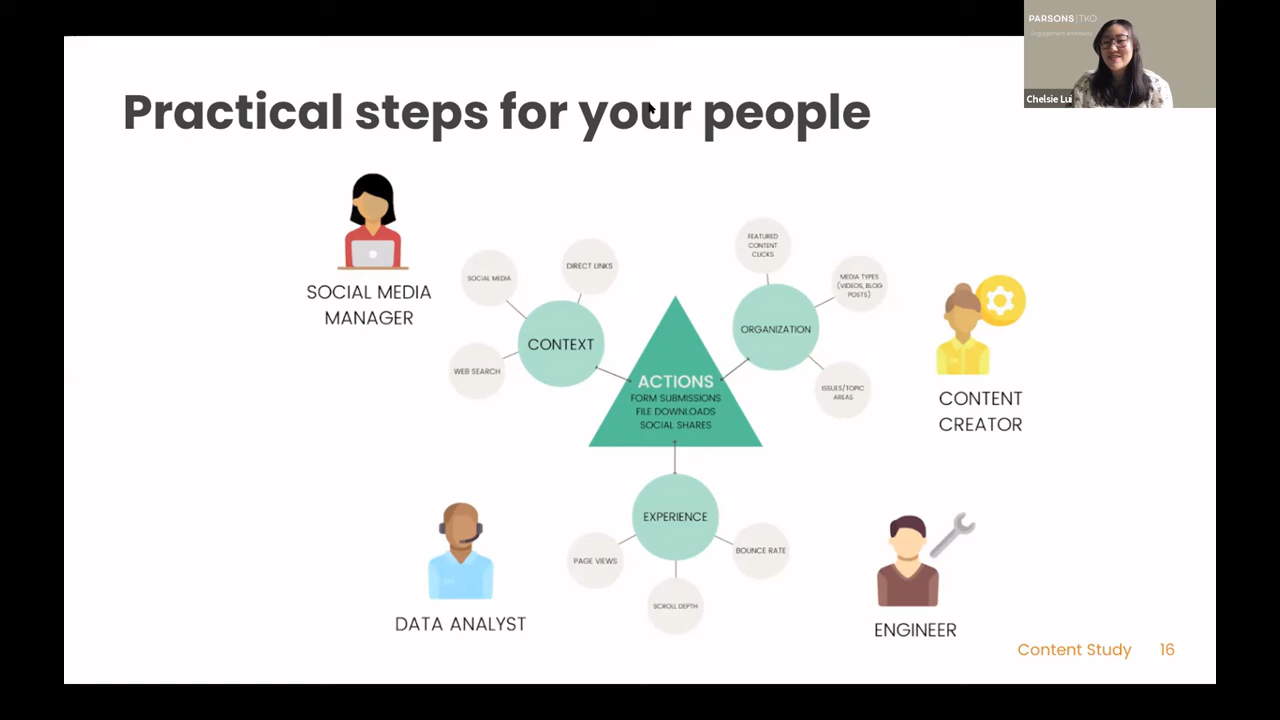 PARSONS|TKO
Engagement Architects
Chelsie Lui
Practical steps for your people
SOCIAL MEDIA
MANAGER
SOCIAL MEDIA
DIRECT LINKS
WEB SEARCH
CONTEXT
FEATURED
CONTENT
CLICKS
MEDIA TYPES
(VIDEOS, BLOG
POSTS)
ORGANIZATION
ISSUES/TOPIC
AREAS
CONTENT
CREATOR
ACTIONS
FORM SUBMISSIONS
FILE DOWNLOADS
SOCIAL SHARES
EXPERIENCE
PAGE VIEWS
SCROLL DEPTH
BOUNCE RATE
DATA ANALYST
ENGINEER
Content Study 16